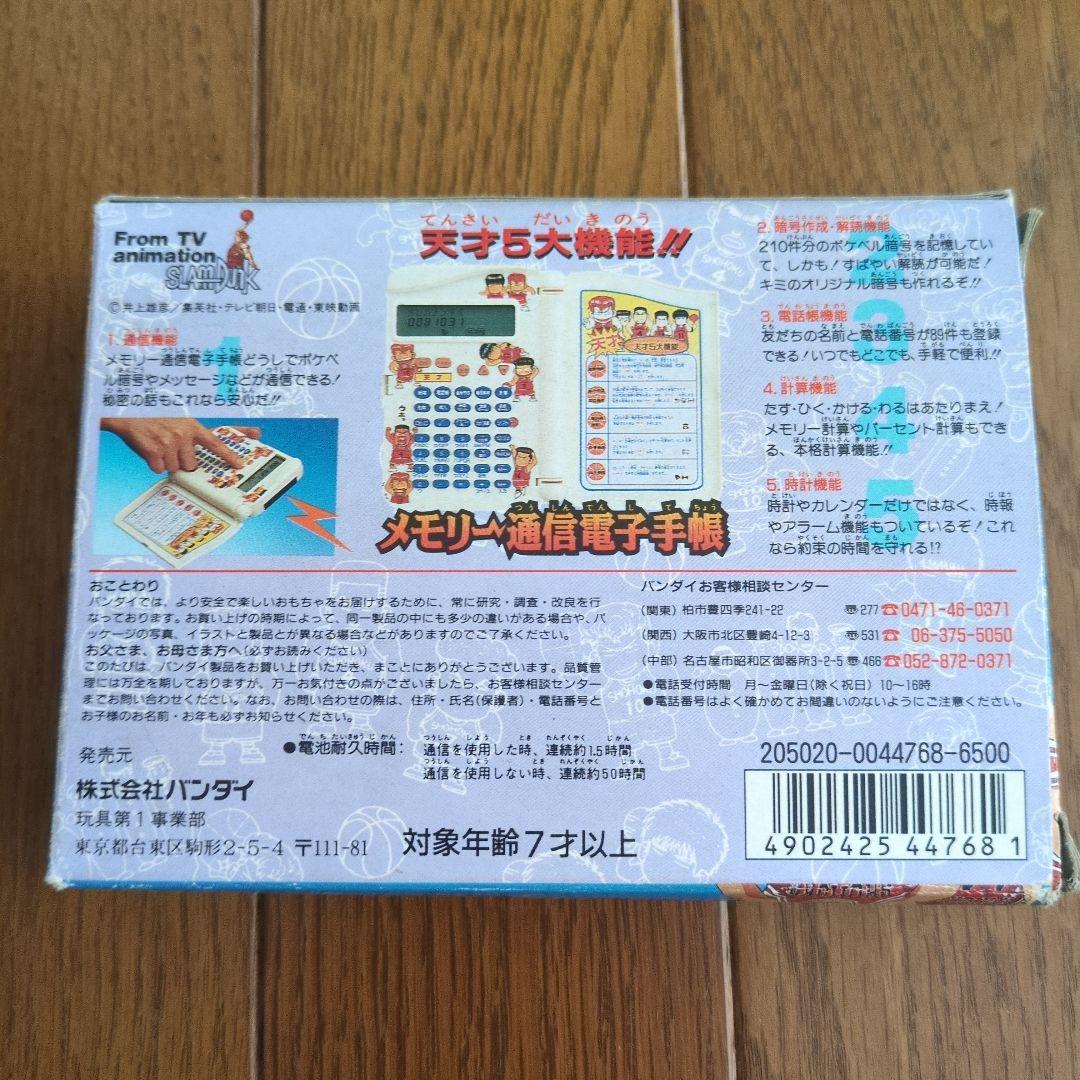 From TV
animation
SLAM DUNK
©井上雄彦／集英社・テレビ朝日・電通・東映動画
てんさい だいきのう
天才5大機能!!
1. 通信機能
メモリー通信電子手帳どうしでポケベ
ル暗号やメッセージなどが通信できる!
秘密の話もこれなら安心だ!!
天才
天才5大機能
つうしんでんしてちょう
メモリー通信電子手帳
2. 暗号作成・解読機能
210件分のポケベル暗号を記憶してい
て、しかも!すばやい解読が可能だ!
キミのオリジナル暗号も作れるぞ!!
3. 電話帳機能
友だちの名前と電話番号が89件も登録
できる!いつでもどこでも、手軽で便利!!
4. 計算機能
たす・ひく・かける・わるはあたりまえ!
メモリー計算やパーセント計算もでき
る、本格計算機能!!
5. 時計機能
時計やカレンダーだけではなく、時報
やアラーム機能もついているぞ!これ
なら約束の時間を守れる!?
おことわり
バンダイでは、より安全で楽しいおもちゃをお届けするために、常に研究・調査・改良を行
なっております。お買い上げの時期によって、同一製品の中にも多少の違いがある場合や、パ
ッケージの写真、イラストと製品とが異なる場合などがありますのでご了承ください。
お父さま、お母さま方へ(必ずお読みください)
このたびは、バンダイ製品をお買い上げいただき、まことにありがとうございます。品質管
理には万全を期しておりますが、万一お気付きの点がございましたら、お客様相談センター
までお問い合わせください。なお、お問い合わせの際は、住所・氏名(保護者)・電話番号と
お子様のお名前・お年も必ずお知らせください。
バンダイお客様相談センター
(関東) 柏市豊四季241-22 〠277 ☎0471-46-0371
(関西) 大阪市北区豊崎4-12-3 〠531 ☎06-375-5050
(中部) 名古屋市昭和区御器所3-2-5 〠466 ☎052-872-0371
●電話受付時間 月〜金曜日(除く祝日) 10〜16時
●電話番号はよく確かめてお間違いのないようにご注意ください。
●電池耐久時間: 通信を使用した時、連続約1.5時間
通信を使用しない時、連続約50時間
発売元
株式会社バンダイ
玩具第1事業部
東京都台東区駒形2-5-4 〒111-81
対象年齢7才以上
205020-0044768-6500
4902425 447681